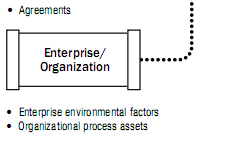 • Agreements
Enterprise/
Organization
• Enterprise environmental factors
• Organizational process assets